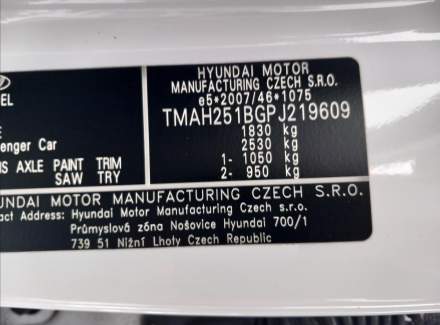 HYUNDAI MOTOR
MANUFACTURING CZECH S.R.O.
e5*2007/46*1075
TMAH251BGPJ219609
1830 kg
2530 kg
1- 1050 kg
2- 950 kg
EL
E
enger Car
S AXLE PAINT TRIM
SAW TRY
UNDAI MOTOR MANUFACTURING CZECH S.R.O.
act Address: Hyundai Motor Manufacturing Czech s.r.o.
Průmyslová zóna Nošovice Hyundai 700/1
739 51 Nižní Lhoty Czech Republic